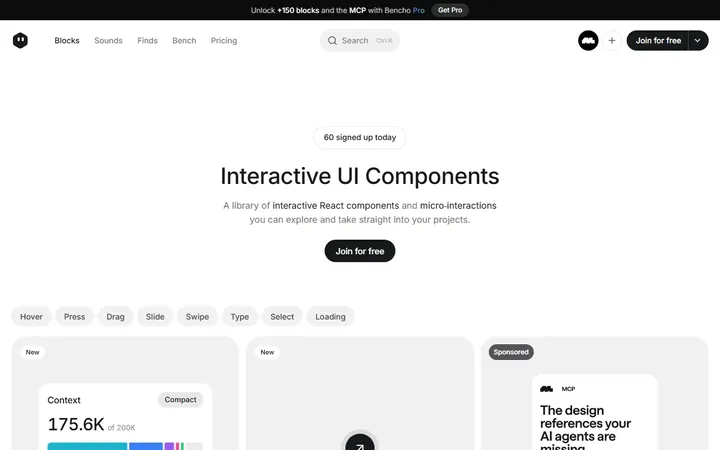 Unlock +150 blocks and the MCP with Bencho Pro Get Pro
Blocks Sounds Finds Bench Pricing Search Ctrl K Join for free
60 signed up today
Interactive UI Components
A library of interactive React components and micro-interactions
you can explore and take straight into your projects.
Join for free
Hover Press Drag Slide Swipe Type Select Loading
New New Sponsored
Context Compact
175.6K of 200K
MCP
The design
references your
AI agents are
missing